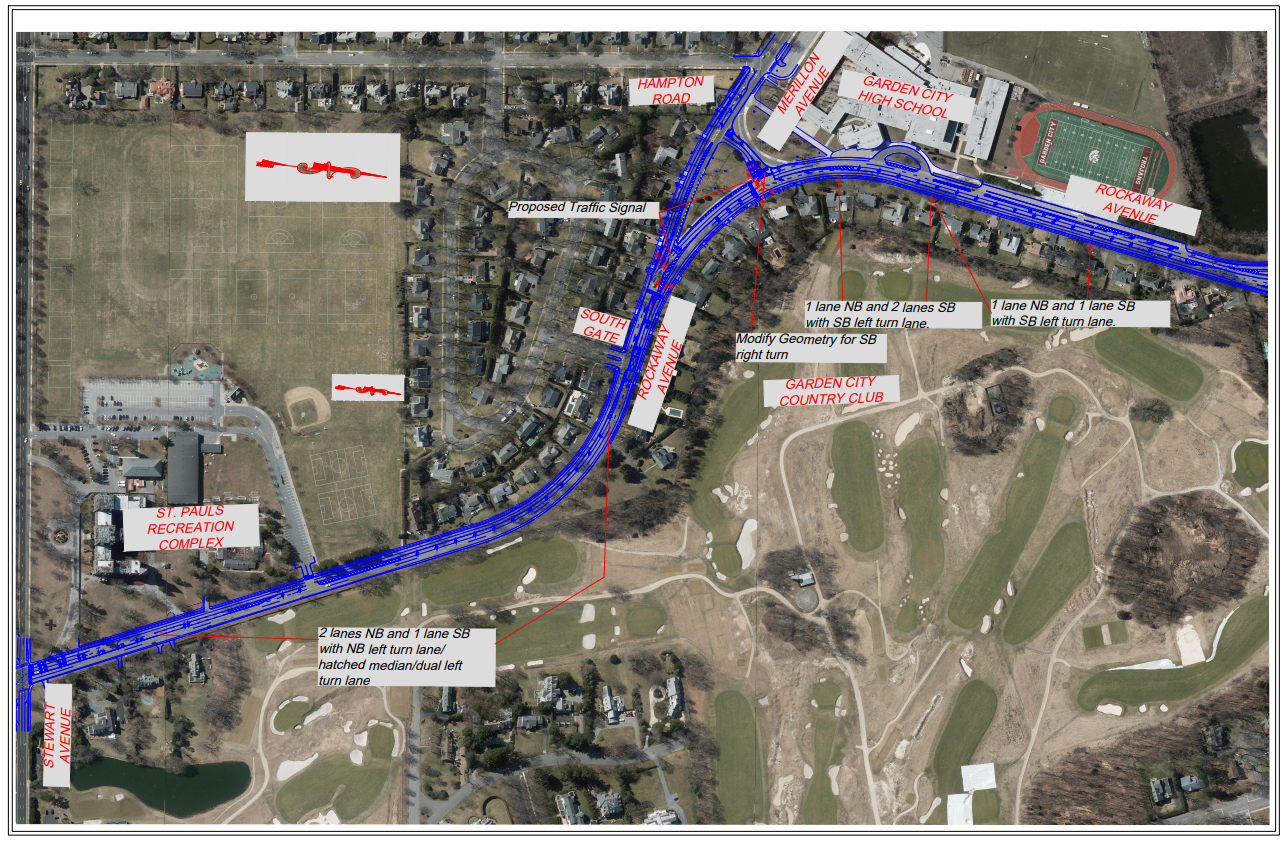 HAMPTON
ROAD
MERILLON
AVENUE
GARDEN CITY
HIGH SCHOOL
GARDEN CITY
TROJANS
ROCKAWAY
AVENUE
Proposed Traffic Signal
SOUTH
GATE
ROCKAWAY
AVENUE
1 lane NB and 2 lanes SB
with SB left turn lane.
1 lane NB and 1 lane SB
with SB left turn lane.
Modify Geometry for SB
right turn
GARDEN CITY
COUNTRY CLUB
ST. PAULS
RECREATION
COMPLEX
2 lanes NB and 1 lane SB
with NB left turn lane/
hatched median/dual left
turn lane
STEWART
AVENUE